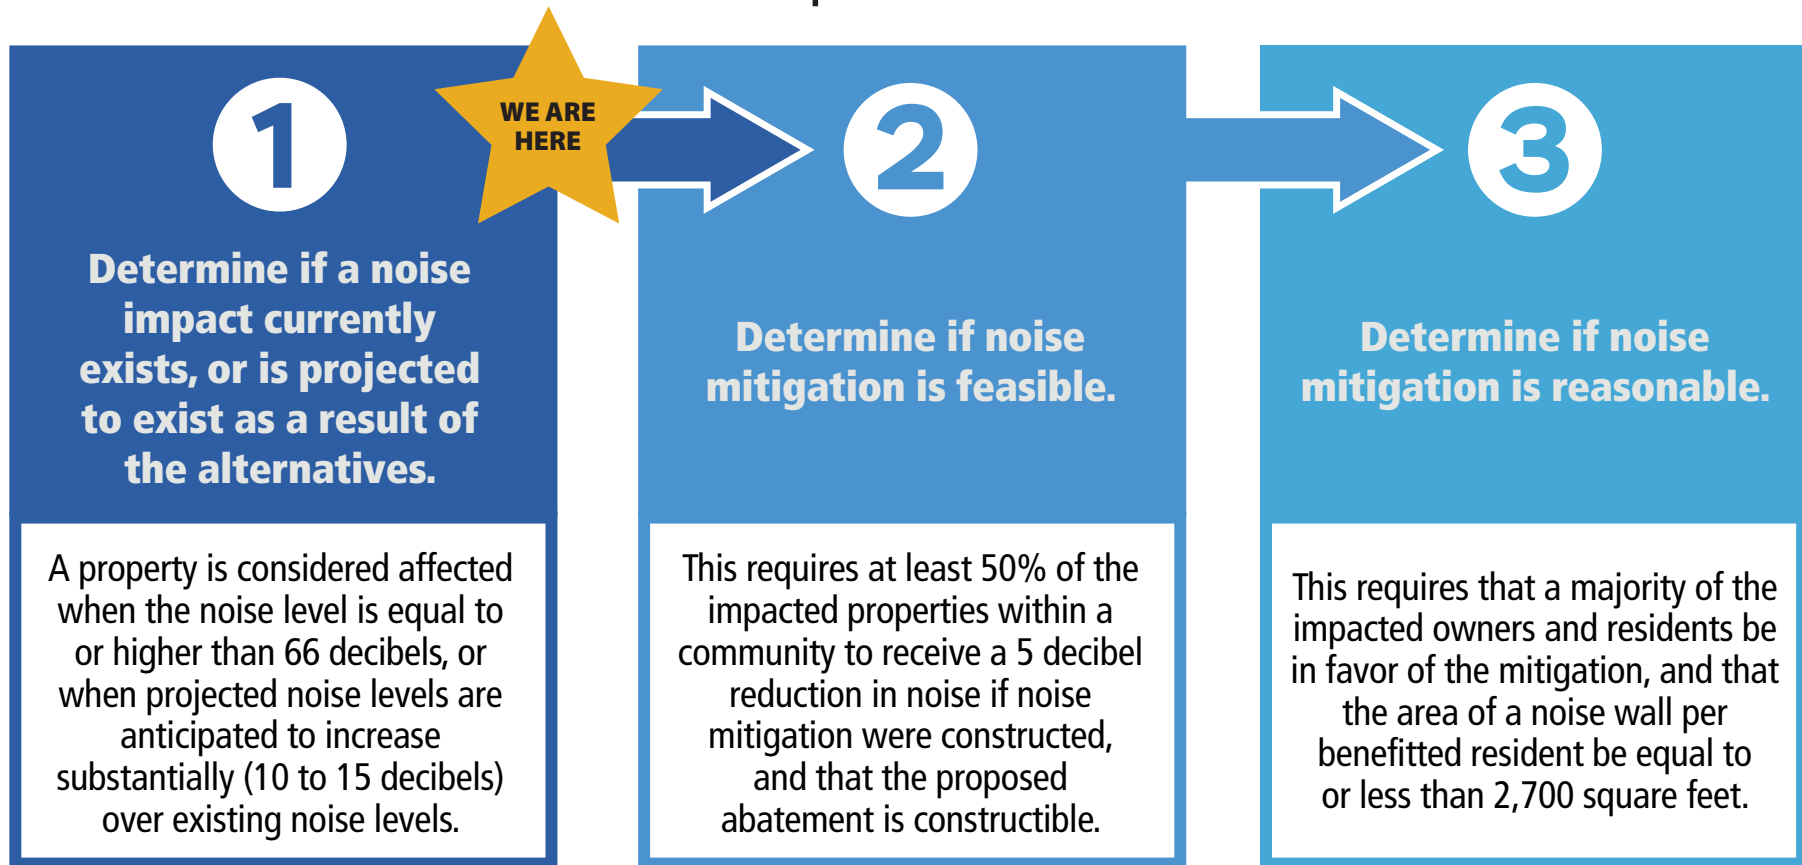 1
WE ARE
HERE
Determine if a noise
impact currently
exists, or is projected
to exist as a result of
the alternatives.
A property is considered affected
when the noise level is equal to
or higher than 66 decibels, or
when projected noise levels are
anticipated to increase
substantially (10 to 15 decibels)
over existing noise levels.
2
Determine if noise
mitigation is feasible.
This requires at least 50% of the
impacted properties within a
community to receive a 5 decibel
reduction in noise if noise
mitigation were constructed,
and that the proposed
abatement is constructible.
3
Determine if noise
mitigation is reasonable.
This requires that a majority of the
impacted owners and residents be
in favor of the mitigation, and that
the area of a noise wall per
benefitted resident be equal to
or less than 2,700 square feet.